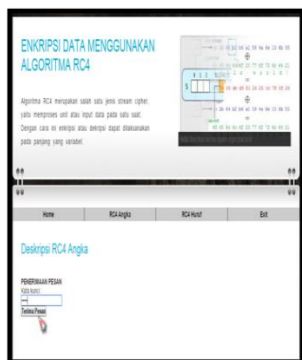 ENKRIPSI DATA MENGGUNAKAN
ALGORITMA RC4
Algoritma RC4 merupakan salah satu jenis stream cipher,
yaitu memproses unit atau input data pada satu saat.
Dengan cara ini enkripsi atau dekripsi dapat dilaksanakan
pada panjang yang variabel.
Home RC4 Angka RC4 Huruf Exit
Deskripsi RC4 Angka
PENERIMAAN PESAN
Kata kunci
Terima Pesan